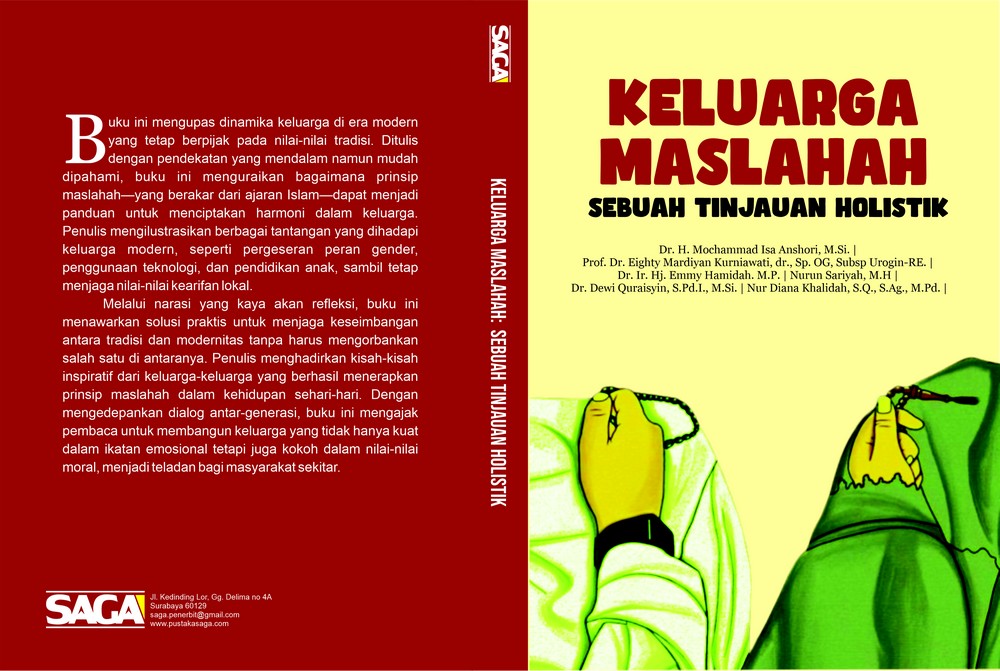 Buku ini mengupas dinamika keluarga di era modern
yang tetap berpijak pada nilai-nilai tradisi. Ditulis
dengan pendekatan yang mendalam namun mudah
dipahami, buku ini menguraikan bagaimana prinsip
maslahah—yang berakar dari ajaran Islam—dapat menjadi
panduan untuk menciptakan harmoni dalam keluarga.
Penulis mengilustrasikan berbagai tantangan yang dihadapi
keluarga modern, seperti pergeseran peran gender,
penggunaan teknologi, dan pendidikan anak, sambil tetap
menjaga nilai-nilai kearifan lokal.
Melalui narasi yang kaya akan refleksi, buku ini
menawarkan solusi praktis untuk menjaga keseimbangan
antara tradisi dan modernitas tanpa harus mengorbankan
salah satu di antaranya. Penulis menghadirkan kisah-kisah
inspiratif dari keluarga-keluarga yang berhasil menerapkan
prinsip maslahah dalam kehidupan sehari-hari. Dengan
mengedepankan dialog antar-generasi, buku ini mengajak
pembaca untuk membangun keluarga yang tidak hanya kuat
dalam ikatan emosional tetapi juga kokoh dalam nilai-nilai
moral, menjadi teladan bagi masyarakat sekitar.
SAGA
Jl. Kedinding Lor, Gg. Delima no 4A
Surabaya 60129
saga.penerbit@gmail.com
www.pustakasaga.com
SAGA
KELUARGA MASLAHAH: SEBUAH TINJAUAN HOLISTIK
KELUARGA
MASLAHAH
SEBUAH TINJAUAN HOLISTIK
Dr. H. Mochammad Isa Anshori, M.Si. |
Prof. Dr. Eighty Mardiyan Kurniawati, dr., Sp. OG, Subsp Urogin-RE. |
Dr. Ir. Hj. Emmy Hamidah. M.P. | Nurun Sariyah, M.H |
Dr. Dewi Quraisyin, S.Pd.I., M.Si. | Nur Diana Khalidah, S.Q., S.Ag., M.Pd. |